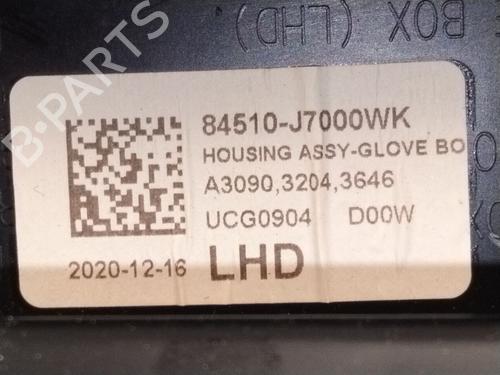 BOX (LHD)
B-PARTS
84510-J7000WK
HOUSING ASSY-GLOVE BO
A3090,3204,3646
UCG0904 D00W
2020-12-16 LHD